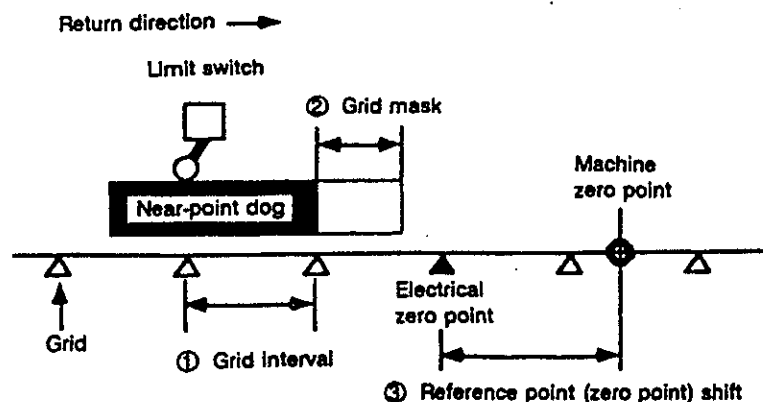 Return direction
Limit switch
② Grid mask
Machine
zero point
Near-point dog
Electrical
zero point
Grid
① Grid interval
③ Reference point (zero point) shift